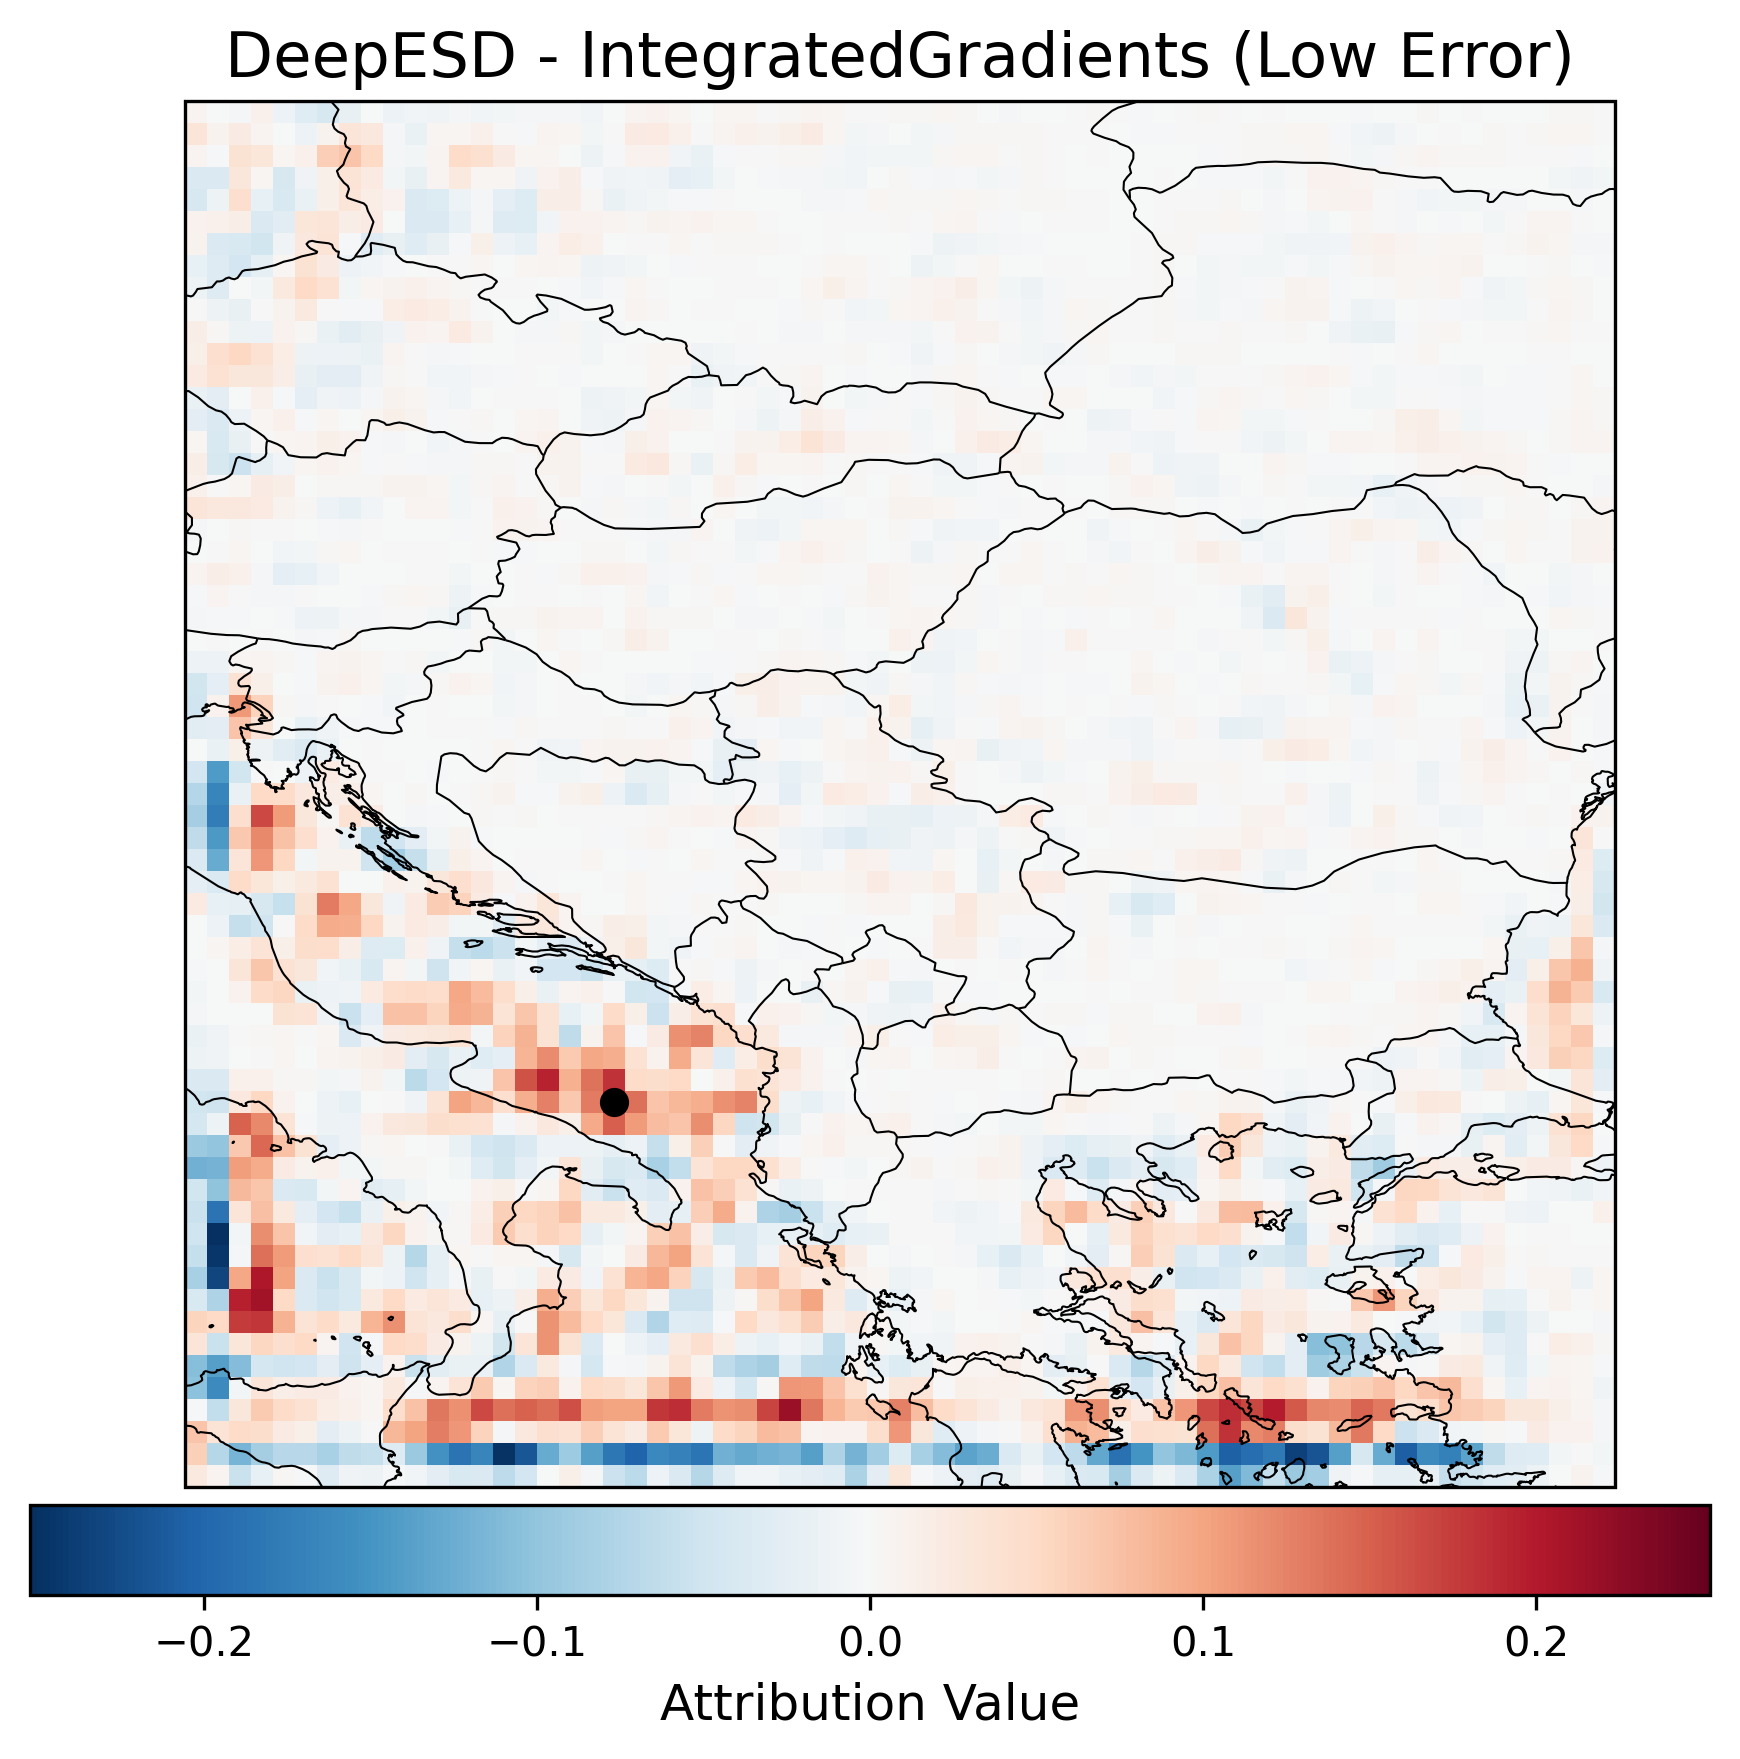 DeepESD - IntegratedGradients (Low Error)
−0.2 −0.1 0.0 0.1 0.2
Attribution Value